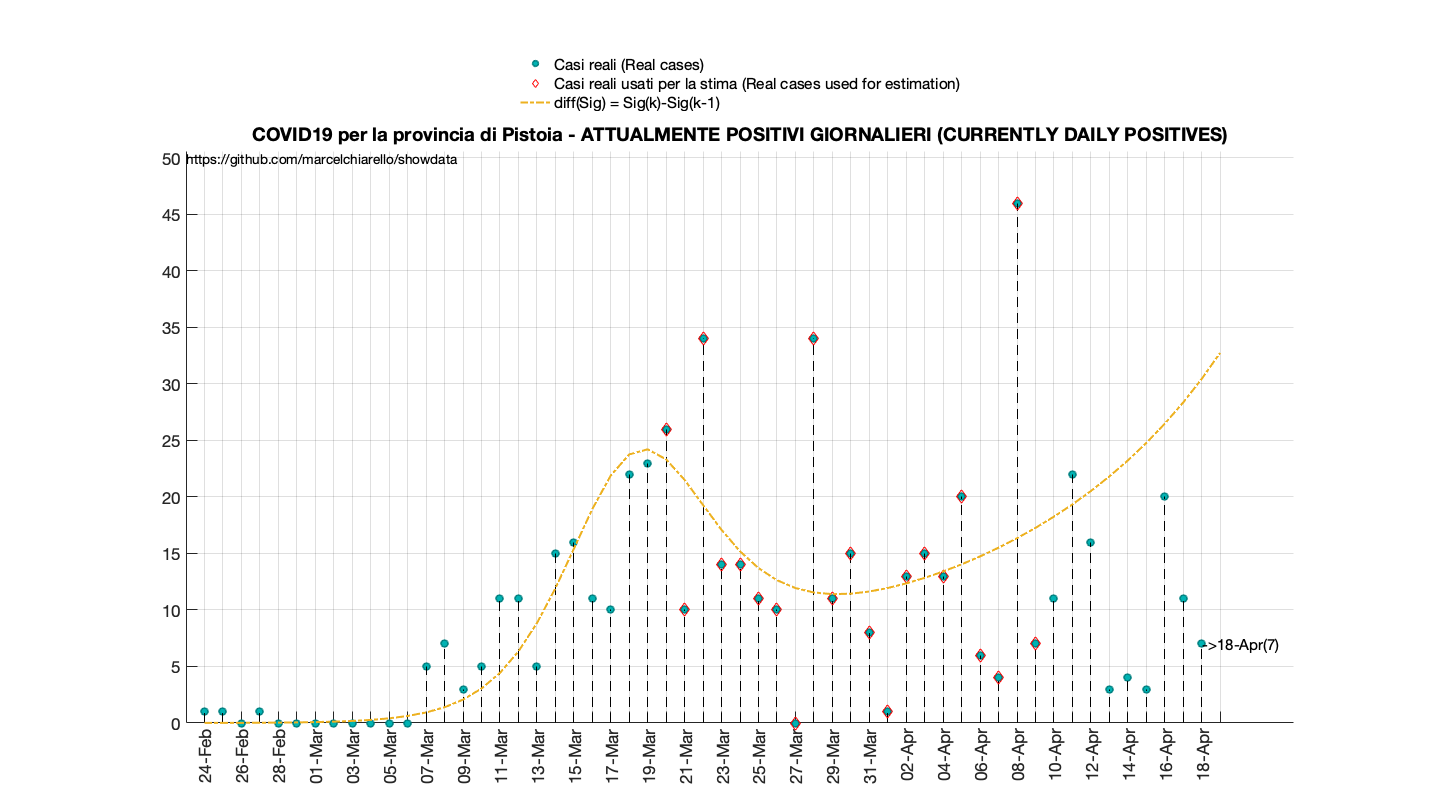 Casi reali (Real cases)
Casi reali usati per la stima (Real cases used for estimation)
diff(Sig) = Sig(k)-Sig(k-1)
COVID19 per la provincia di Pistoia - ATTUALMENTE POSITIVI GIORNALIERI (CURRENTLY DAILY POSITIVES)
https://github.com/marcelchiarello/showdata
50
45
40
35
30
25
20
15
10
5
0
->18-Apr(7)
24-Feb
26-Feb
28-Feb
01-Mar
03-Mar
05-Mar
07-Mar
09-Mar
11-Mar
13-Mar
15-Mar
17-Mar
19-Mar
21-Mar
23-Mar
25-Mar
27-Mar
29-Mar
31-Mar
02-Apr
04-Apr
06-Apr
08-Apr
10-Apr
12-Apr
14-Apr
16-Apr
18-Apr